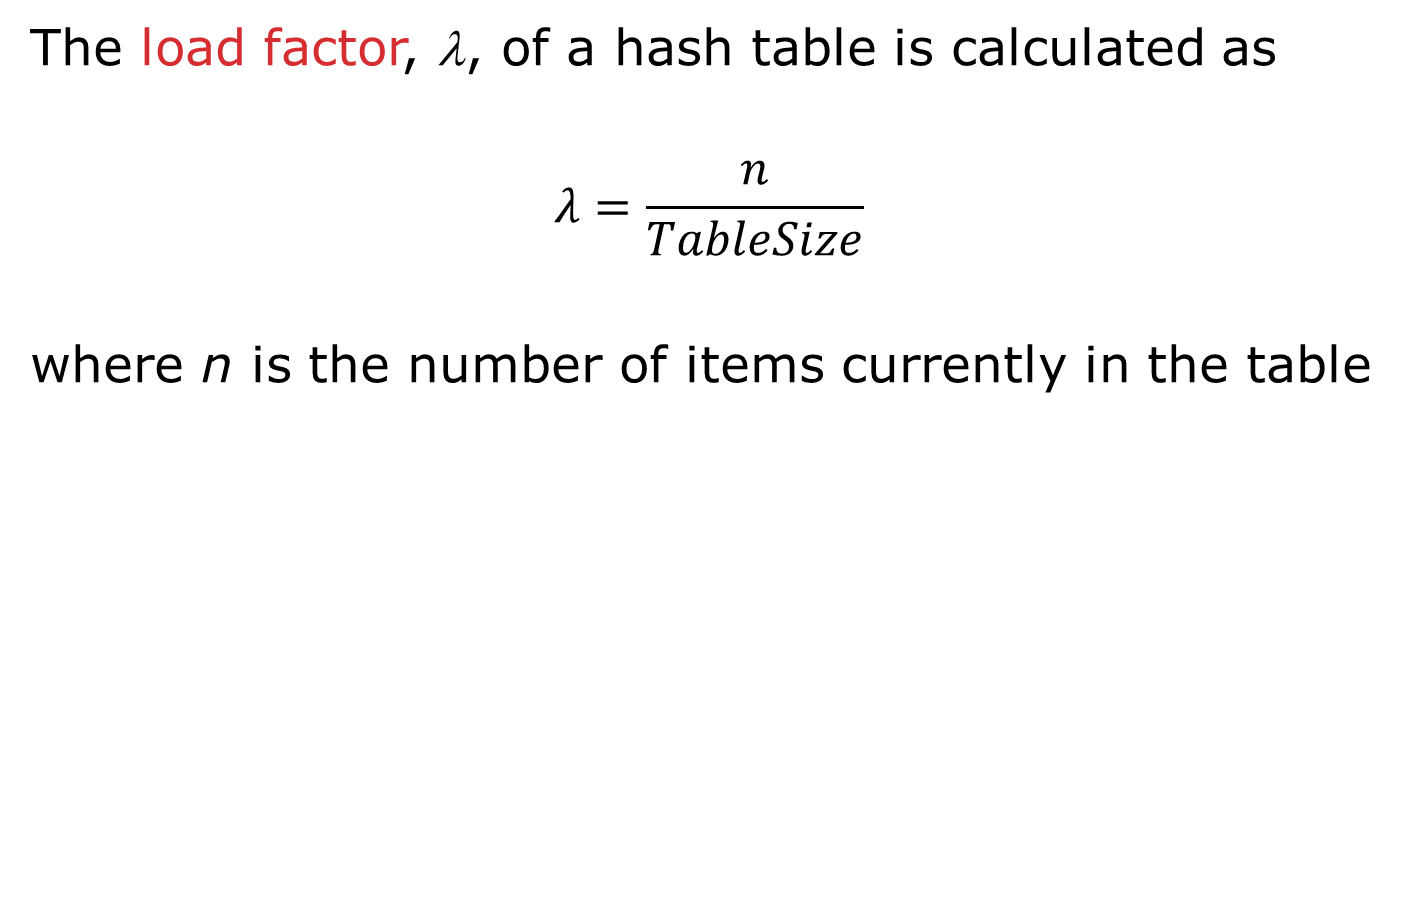 The load factor, λ, of a hash table is calculated as
λ = n / TableSize
where n is the number of items currently in the table